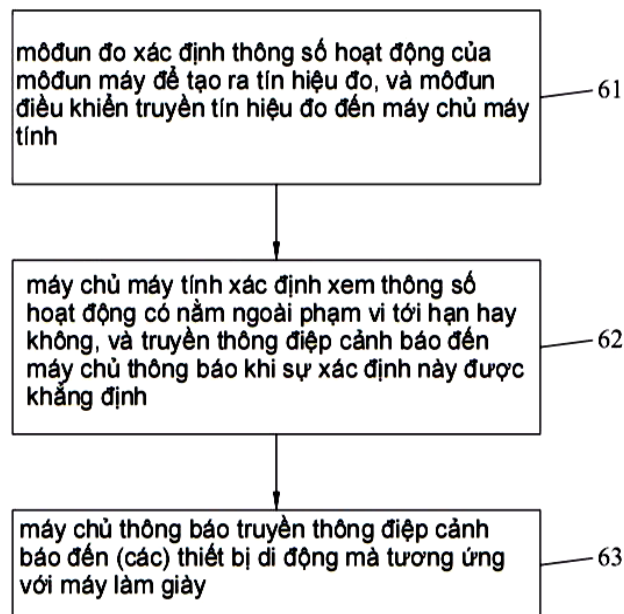 môđun đo xác định thông số hoạt động của
môđun máy để tạo ra tín hiệu đo, và môđun
điều khiển truyền tín hiệu đo đến máy chủ máy
tính
61
máy chủ máy tính xác định xem thông số
hoạt động có nằm ngoài phạm vi tới hạn hay
không, và truyền thông điệp cảnh báo đến
máy chủ thông báo khi sự xác định này được
khẳng định
62
máy chủ thông báo truyền thông điệp cảnh
báo đến (các) thiết bị di động mà tương ứng
với máy làm giày
63